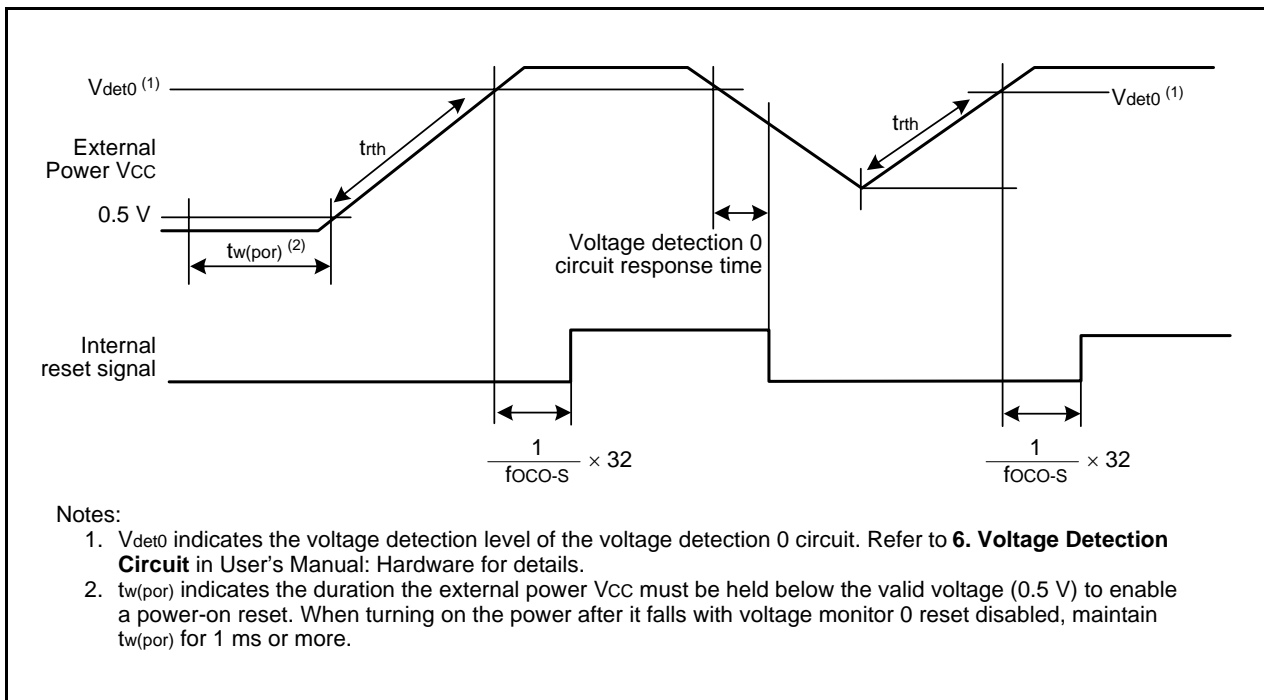 Vdet0 (1)
Vdet0 (1)
trth
trth
External
Power VCC
0.5 V
tw(por) (2)
Voltage detection 0
circuit response time
Internal
reset signal
1
fOCO-S
× 32
1
fOCO-S
× 32
Notes:
1. Vdet0 indicates the voltage detection level of the voltage detection 0 circuit. Refer to 6. Voltage Detection
Circuit in User's Manual: Hardware for details.
2. tw(por) indicates the duration the external power VCC must be held below the valid voltage (0.5 V) to enable
a power-on reset. When turning on the power after it falls with voltage monitor 0 reset disabled, maintain
tw(por) for 1 ms or more.